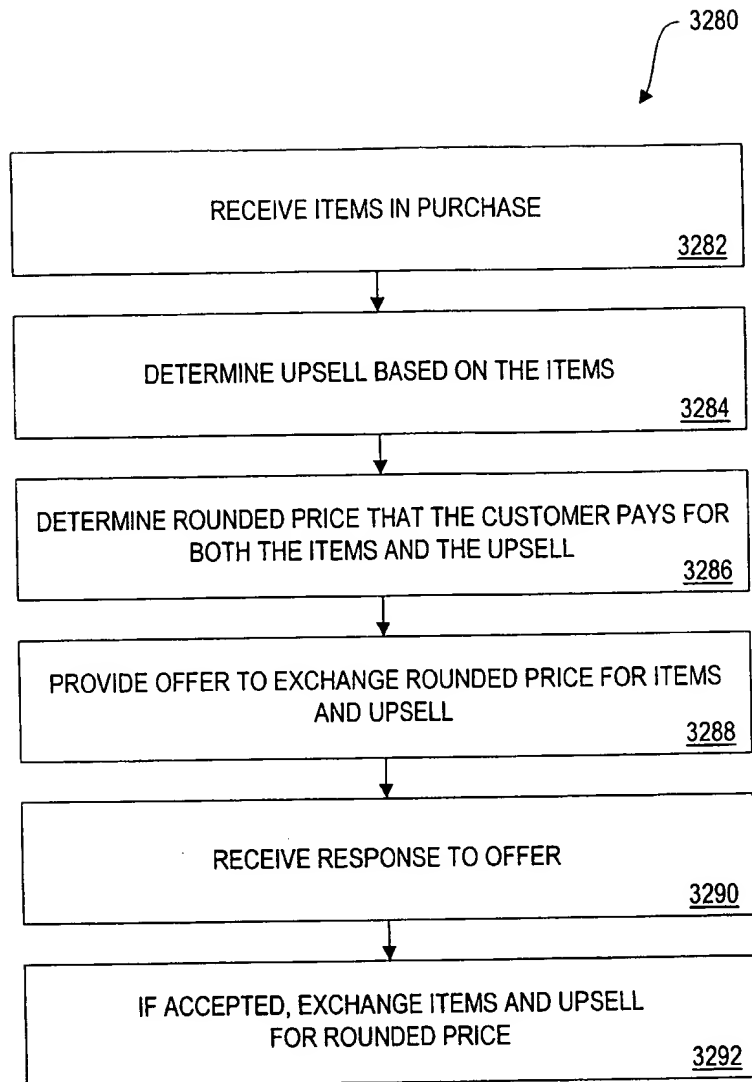 3280
RECEIVE ITEMS IN PURCHASE
3282
DETERMINE UPSELL BASED ON THE ITEMS
3284
DETERMINE ROUNDED PRICE THAT THE CUSTOMER PAYS FOR
BOTH THE ITEMS AND THE UPSELL
3286
PROVIDE OFFER TO EXCHANGE ROUNDED PRICE FOR ITEMS
AND UPSELL
3288
RECEIVE RESPONSE TO OFFER
3290
IF ACCEPTED, EXCHANGE ITEMS AND UPSELL
FOR ROUNDED PRICE
3292